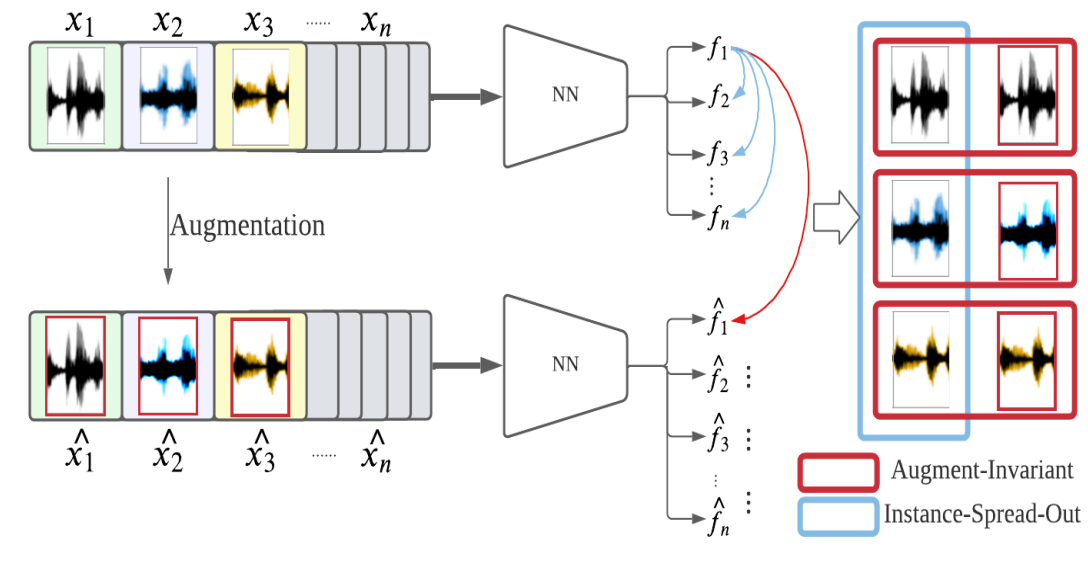 x₁ x₂ x₃ ...... xₙ
NN
f₁
f₂
f₃
⋮
fₙ
Augmentation
NN
f̂₁
f̂₂ ⋮
f̂₃ ⋮
⋮
f̂ₙ ⋮
x̂₁ x̂₂ x̂₃ ...... x̂ₙ
Augment-Invariant
Instance-Spread-Out